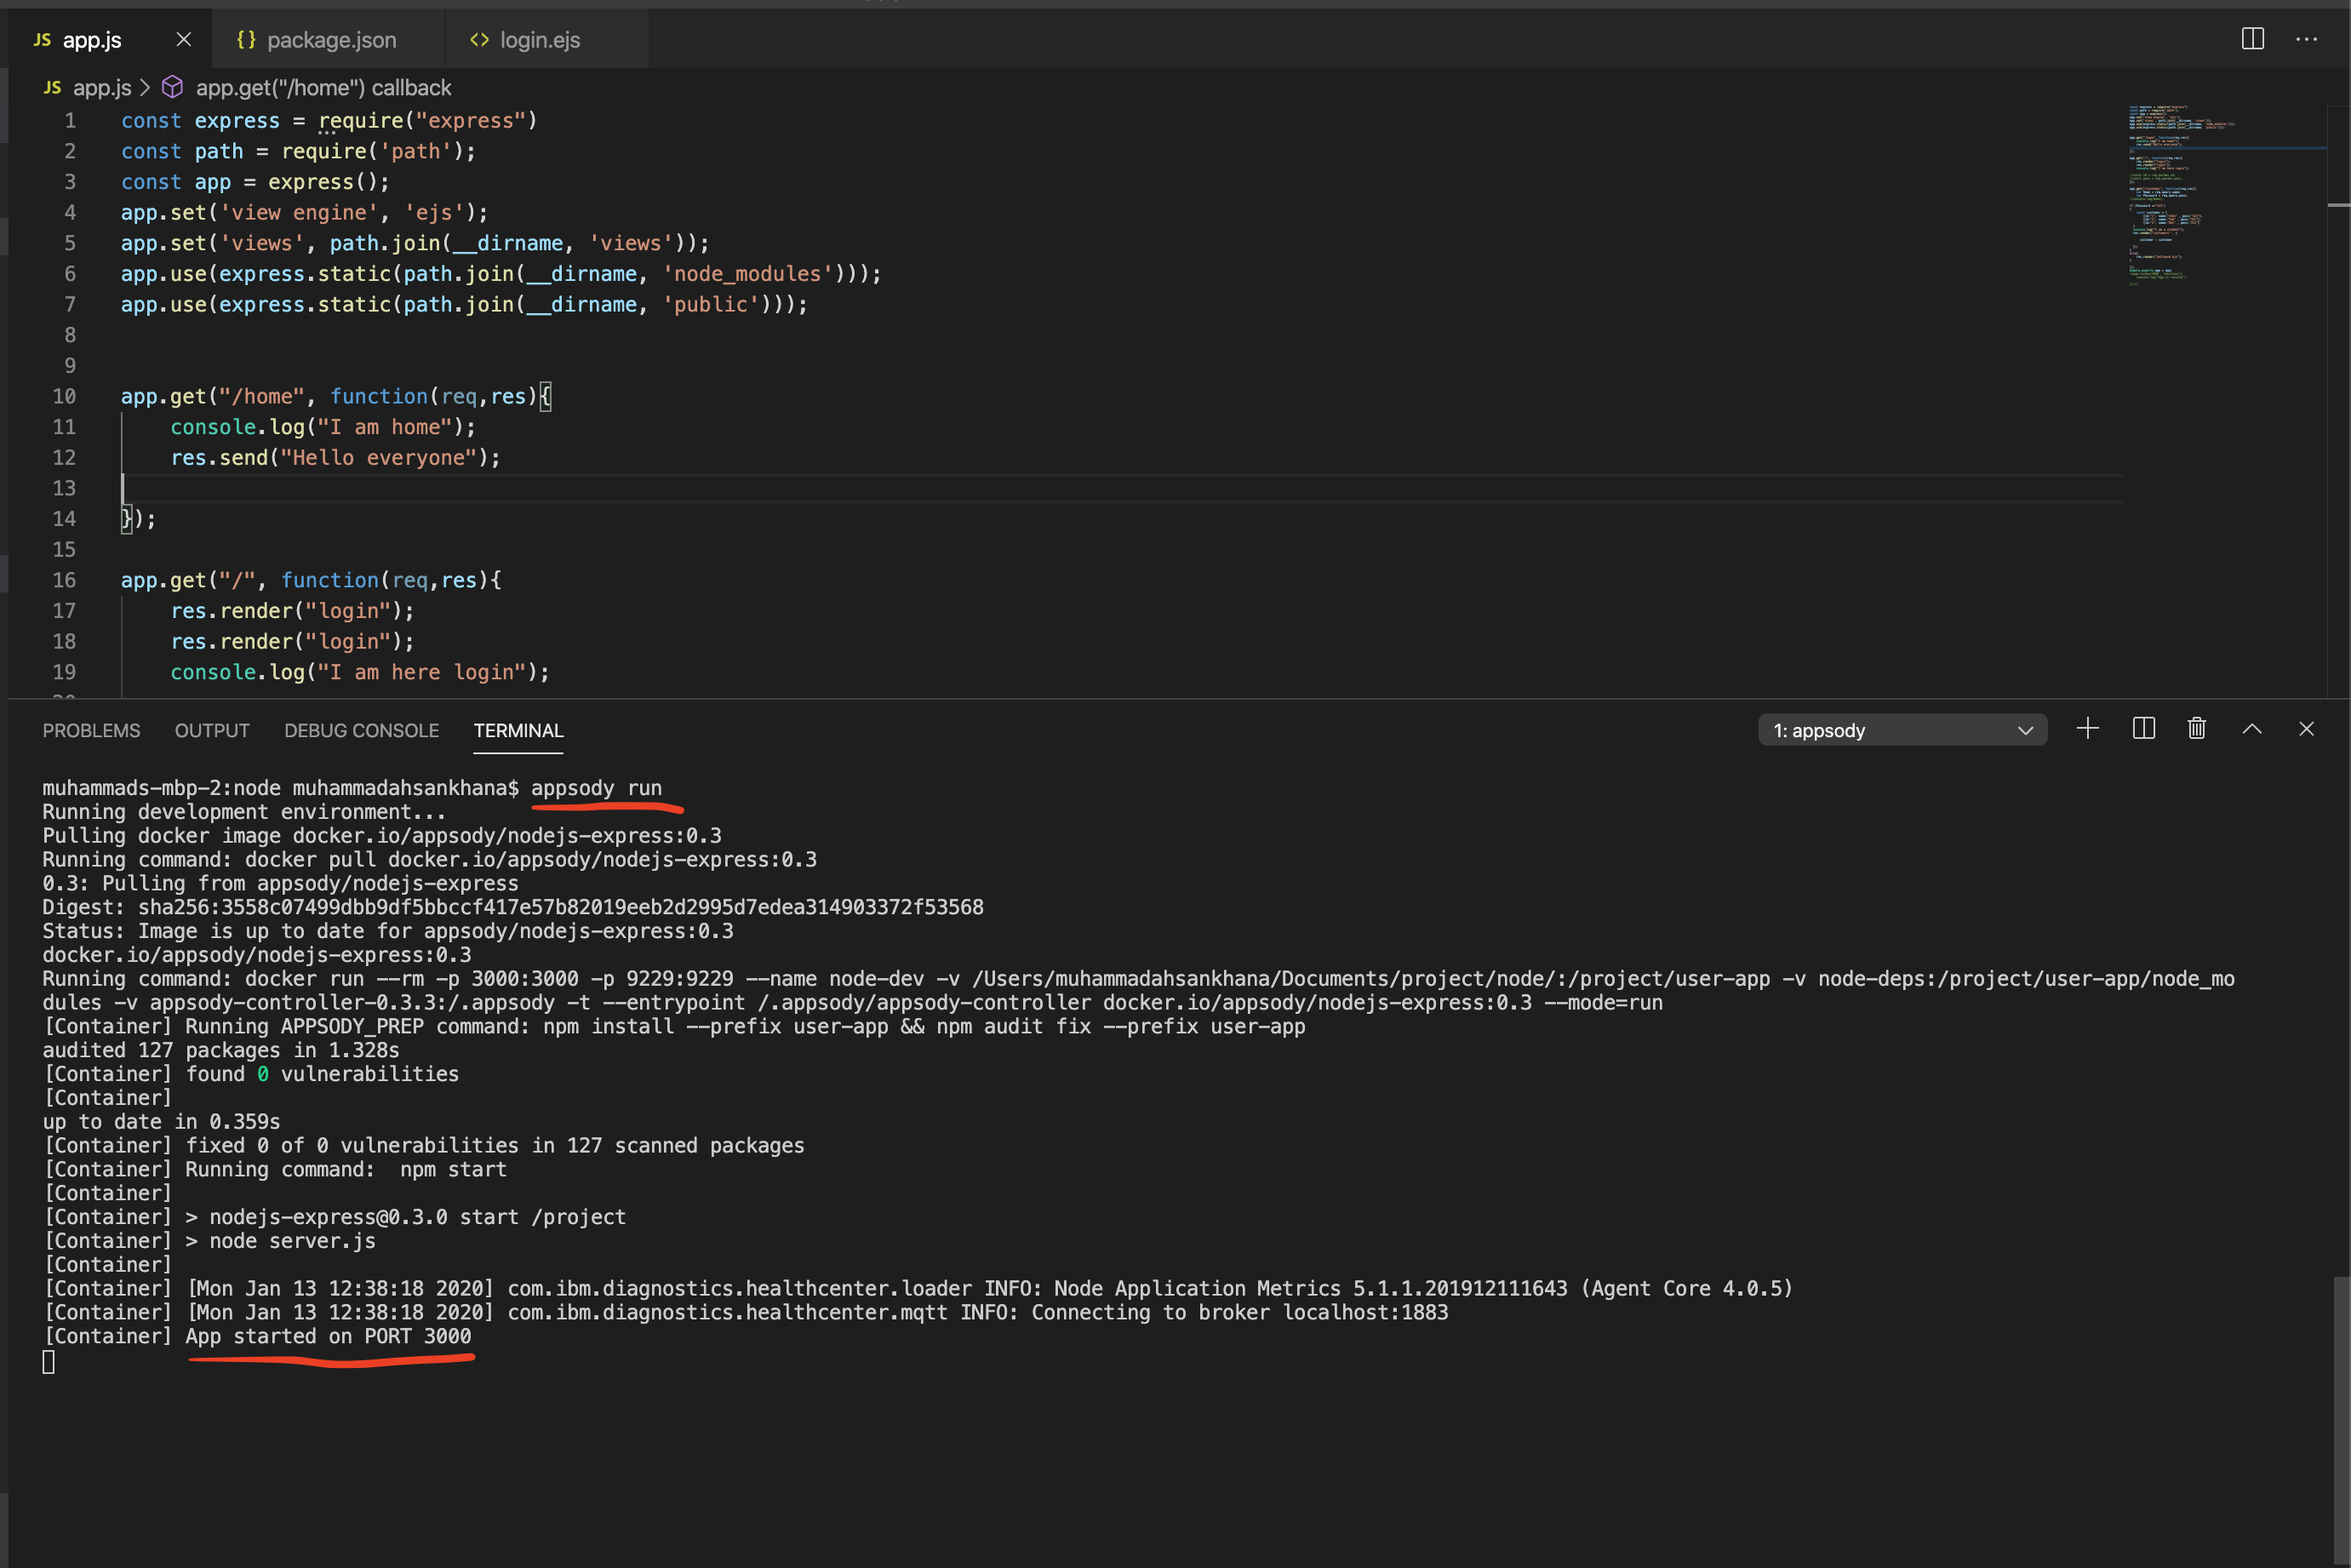 JS app.js
{} package.json
<> login.ejs
JS app.js > app.get("/home") callback
1 const express = require("express")
2 const path = require('path');
3 const app = express();
4 app.set('view engine', 'ejs');
5 app.set('views', path.join(__dirname, 'views'));
6 app.use(express.static(path.join(__dirname, 'node_modules')));
7 app.use(express.static(path.join(__dirname, 'public')));
8
9
10 app.get("/home", function(req,res){
11     console.log("I am home");
12     res.send("Hello everyone");
13
14 });
15
16 app.get("/", function(req,res){
17     res.render("login");
18     res.render("login");
19     console.log("I am here login");
PROBLEMS OUTPUT DEBUG CONSOLE TERMINAL
1: appsody
muhammads-mbp-2:node muhammadahsankhana$ appsody run
Running development environment...
Pulling docker image docker.io/appsody/nodejs-express:0.3
Running command: docker pull docker.io/appsody/nodejs-express:0.3
0.3: Pulling from appsody/nodejs-express
Digest: sha256:3558c07499dbb9df5bbccf417e57b82019eeb2d2995d7edea314903372f53568
Status: Image is up to date for appsody/nodejs-express:0.3
docker.io/appsody/nodejs-express:0.3
Running command: docker run --rm -p 3000:3000 -p 9229:9229 --name node-dev -v /Users/muhammadahsankhana/Documents/project/node/:/project/user-app -v node-deps:/project/user-app/node_mo
dules -v appsody-controller-0.3.3:/.appsody -t --entrypoint /.appsody/appsody-controller docker.io/appsody/nodejs-express:0.3 --mode=run
[Container] Running APPSODY_PREP command: npm install --prefix user-app && npm audit fix --prefix user-app
audited 127 packages in 1.328s
[Container] found 0 vulnerabilities
[Container]
up to date in 0.359s
[Container] fixed 0 of 0 vulnerabilities in 127 scanned packages
[Container] Running command:  npm start
[Container]
[Container] > nodejs-express@0.3.0 start /project
[Container] > node server.js
[Container]
[Container] [Mon Jan 13 12:38:18 2020] com.ibm.diagnostics.healthcenter.loader INFO: Node Application Metrics 5.1.1.201912111643 (Agent Core 4.0.5)
[Container] [Mon Jan 13 12:38:18 2020] com.ibm.diagnostics.healthcenter.mqtt INFO: Connecting to broker localhost:1883
[Container] App started on PORT 3000